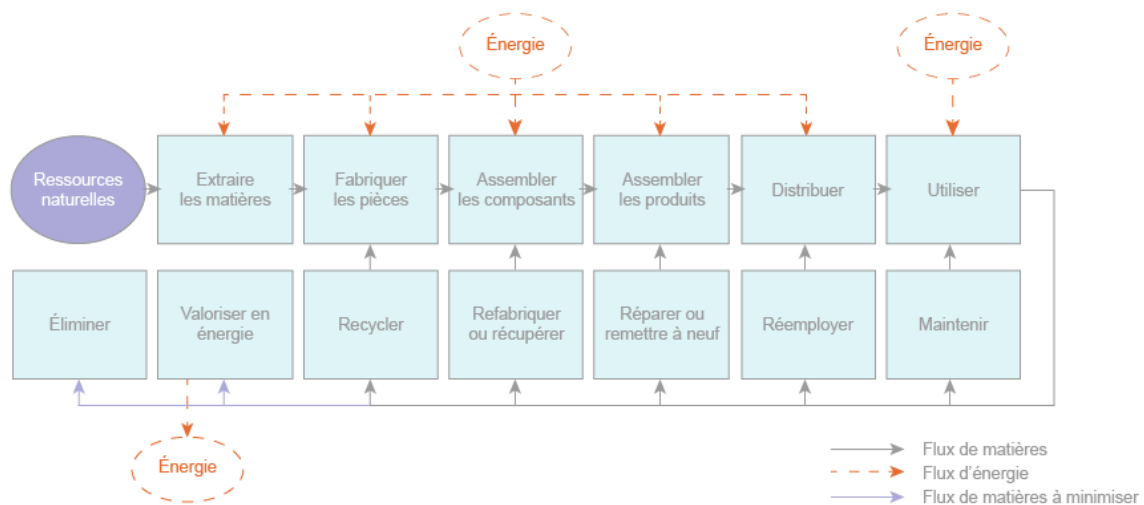 Énergie
Énergie
Ressources
naturelles
Extraire
les matières
Fabriquer
les pièces
Assembler
les composants
Assembler
les produits
Distribuer
Utiliser
Éliminer
Valoriser en
énergie
Recycler
Refabriquer
ou récupérer
Réparer ou
remettre à neuf
Réemployer
Maintenir
Énergie
Flux de matières
Flux d'énergie
Flux de matières à minimiser